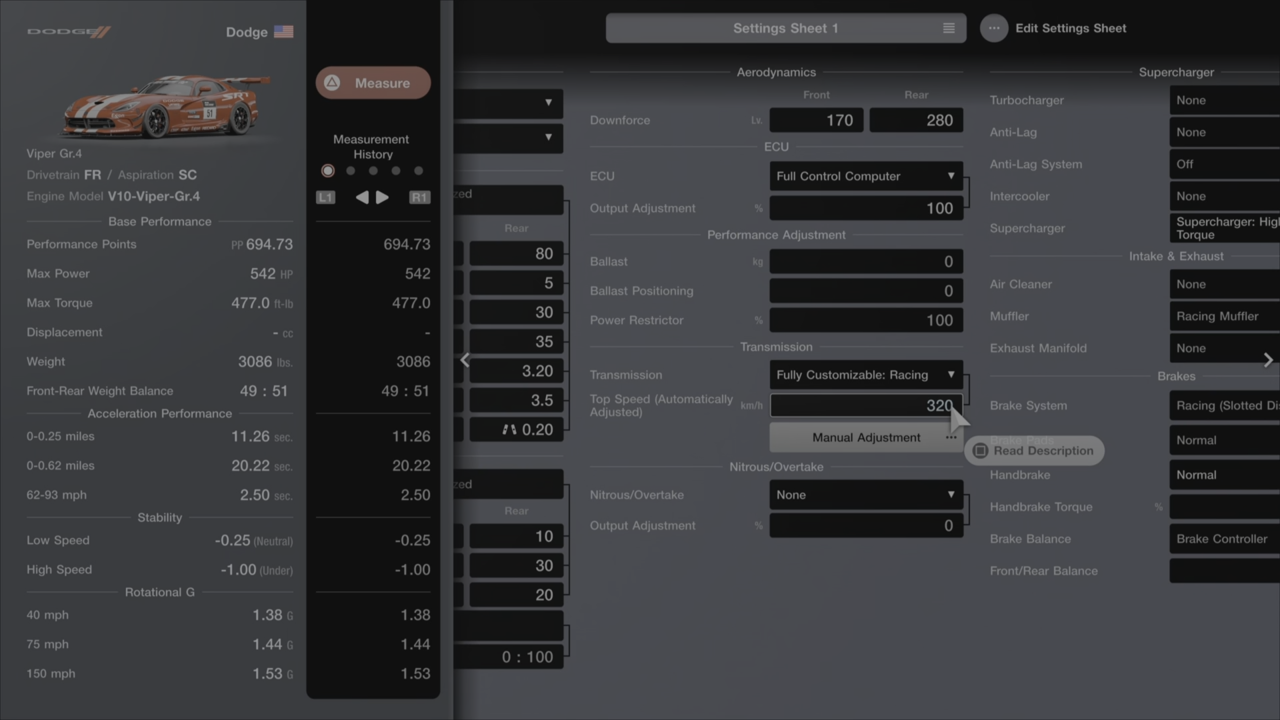 DODGE
Dodge
Viper Gr.4
Drivetrain FR / Aspiration SC
Engine Model V10-Viper-Gr.4
Base Performance
Performance Points PP 694.73
Max Power 542 HP
Max Torque 477.0 ft-lb
Displacement - cc
Weight 3086 lbs.
Front-Rear Weight Balance 49 : 51
Acceleration Performance
0-0.25 miles 11.26 sec.
0-0.62 miles 20.22 sec.
62-93 mph 2.50 sec.
Stability
Low Speed -0.25 (Neutral)
High Speed -1.00 (Under)
Rotational G
40 mph 1.38 G
75 mph 1.44 G
150 mph 1.53 G
Measure
Measurement
History
L1 R1
694.73
542
477.0
-
3086
49 : 51
11.26
20.22
2.50
-0.25
-1.00
1.38
1.44
1.53
zed
Rear
80
5
30
35
3.20
3.5
0.20
zed
Rear
10
30
20
0 : 100
Settings Sheet 1
Edit Settings Sheet
Aerodynamics
Front Rear
Downforce Lv. 170 280
ECU
ECU Full Control Computer
Output Adjustment % 100
Performance Adjustment
Ballast kg 0
Ballast Positioning 0
Power Restrictor % 100
Transmission
Transmission Fully Customizable: Racing
Top Speed (Automatically
Adjusted) km/h 320
Manual Adjustment ...
Nitrous/Overtake
Nitrous/Overtake None
Output Adjustment % 0
Supercharger
Turbocharger None
Anti-Lag None
Anti-Lag System Off
Intercooler None
Supercharger Supercharger: High
Torque
Intake & Exhaust
Air Cleaner None
Muffler Racing Muffler
Exhaust Manifold None
Brakes
Brake System Racing (Slotted Di
Brake Pads Normal
Read Description
Handbrake Normal
Handbrake Torque %
Brake Balance Brake Controller
Front/Rear Balance